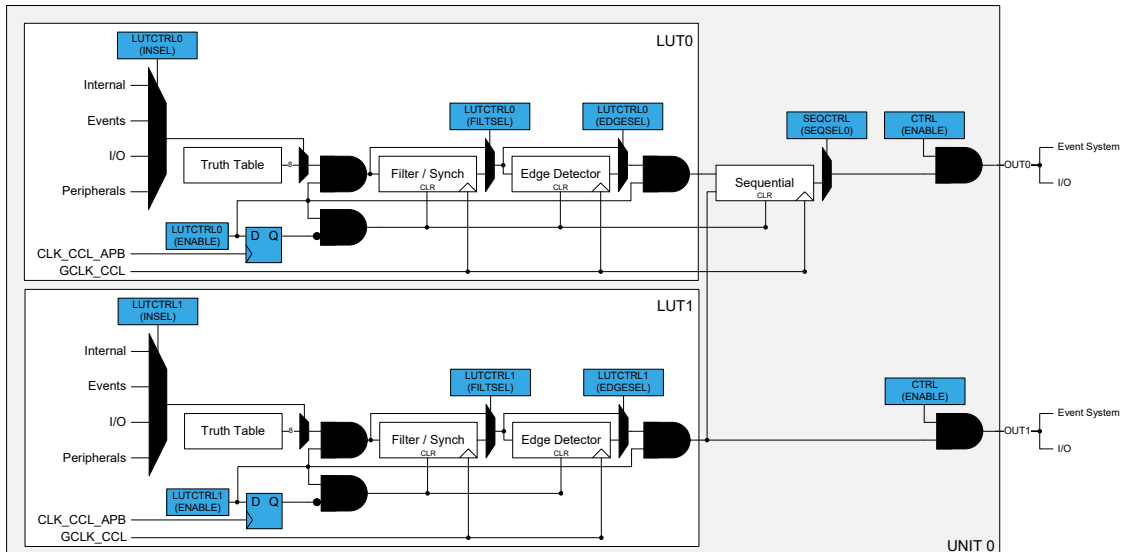 LUT0
LUTCTRL0
(INSEL)
Internal
Events
I/O
Peripherals
Truth Table
8
LUTCTRL0
(FILTSEL)
LUTCTRL0
(EDGESEL)
Filter / Synch
CLR
Edge Detector
CLR
LUTCTRL0
(ENABLE)
D Q
CLK_CCL_APB
GCLK_CCL
SEQCTRL
(SEQSEL0)
Sequential
CLR
CTRL
(ENABLE)
OUT0
Event System
I/O
LUT1
LUTCTRL1
(INSEL)
Internal
Events
I/O
Peripherals
Truth Table
8
LUTCTRL1
(FILTSEL)
LUTCTRL1
(EDGESEL)
Filter / Synch
CLR
Edge Detector
CLR
LUTCTRL1
(ENABLE)
D Q
CLK_CCL_APB
GCLK_CCL
CTRL
(ENABLE)
OUT1
Event System
I/O
UNIT 0